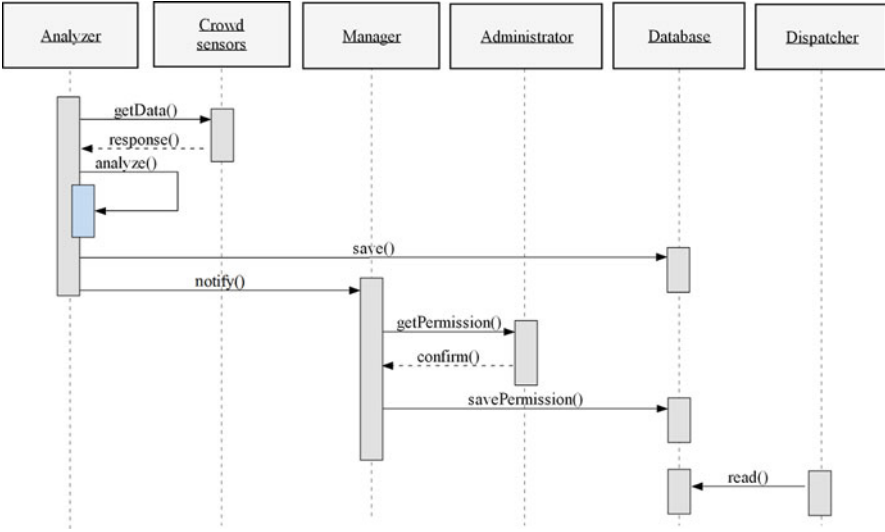 Analyzer
Crowd
sensors
Manager
Administrator
Database
Dispatcher
getData()
response()
analyze()
save()
notify()
getPermission()
confirm()
savePermission()
read()